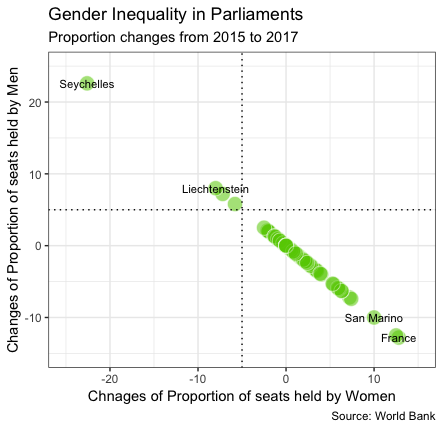 Gender Inequality in Parliaments
Proportion changes from 2015 to 2017
Changes of Proportion of seats held by Men
20
10
0
-10
Seychelles
Liechtenstein
San Marino
France
-20
-10
0
10
Chnages of Proportion of seats held by Women
Source: World Bank